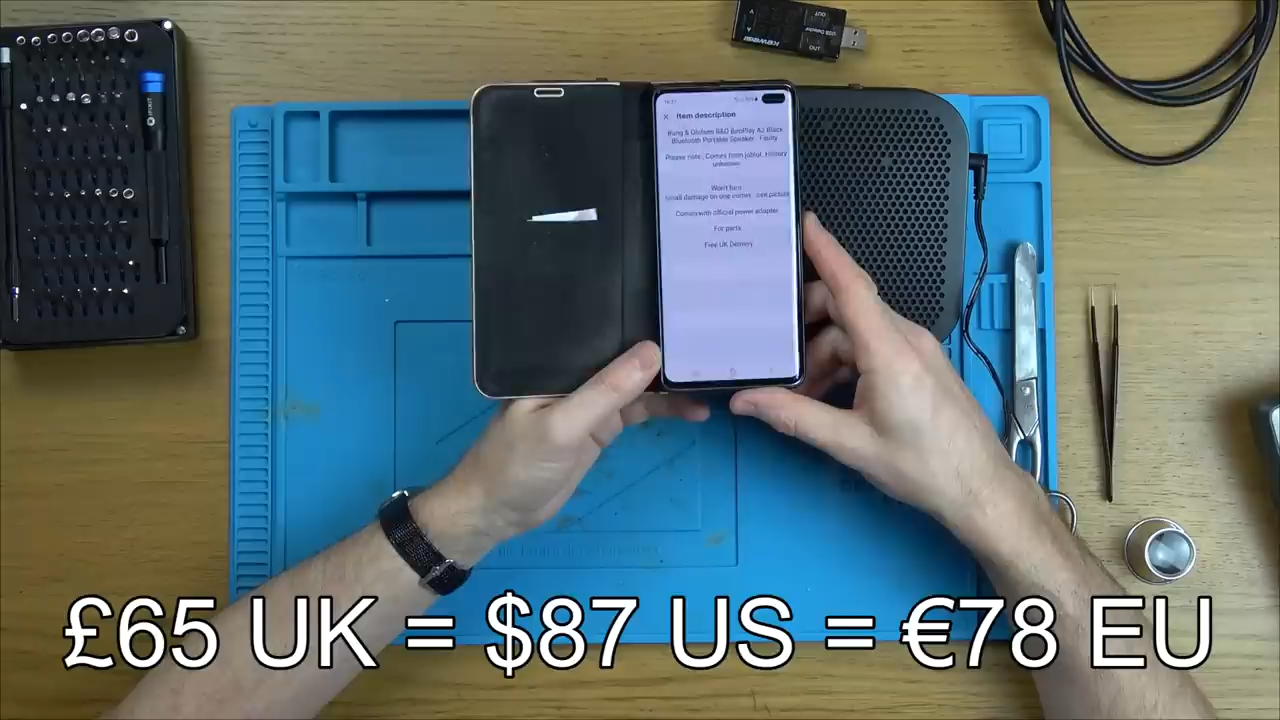 Item description
Bang & Olufsen B&O BeoPlay A2 Black
Bluetooth Portable Speaker - Faulty
Please note, Comes from joblot. History
unknown
Won't turn
Small damage on one corner, see picture
Comes with official power adapter
For parts
Free UK Delivery
£65 UK = $87 US = €78 EU